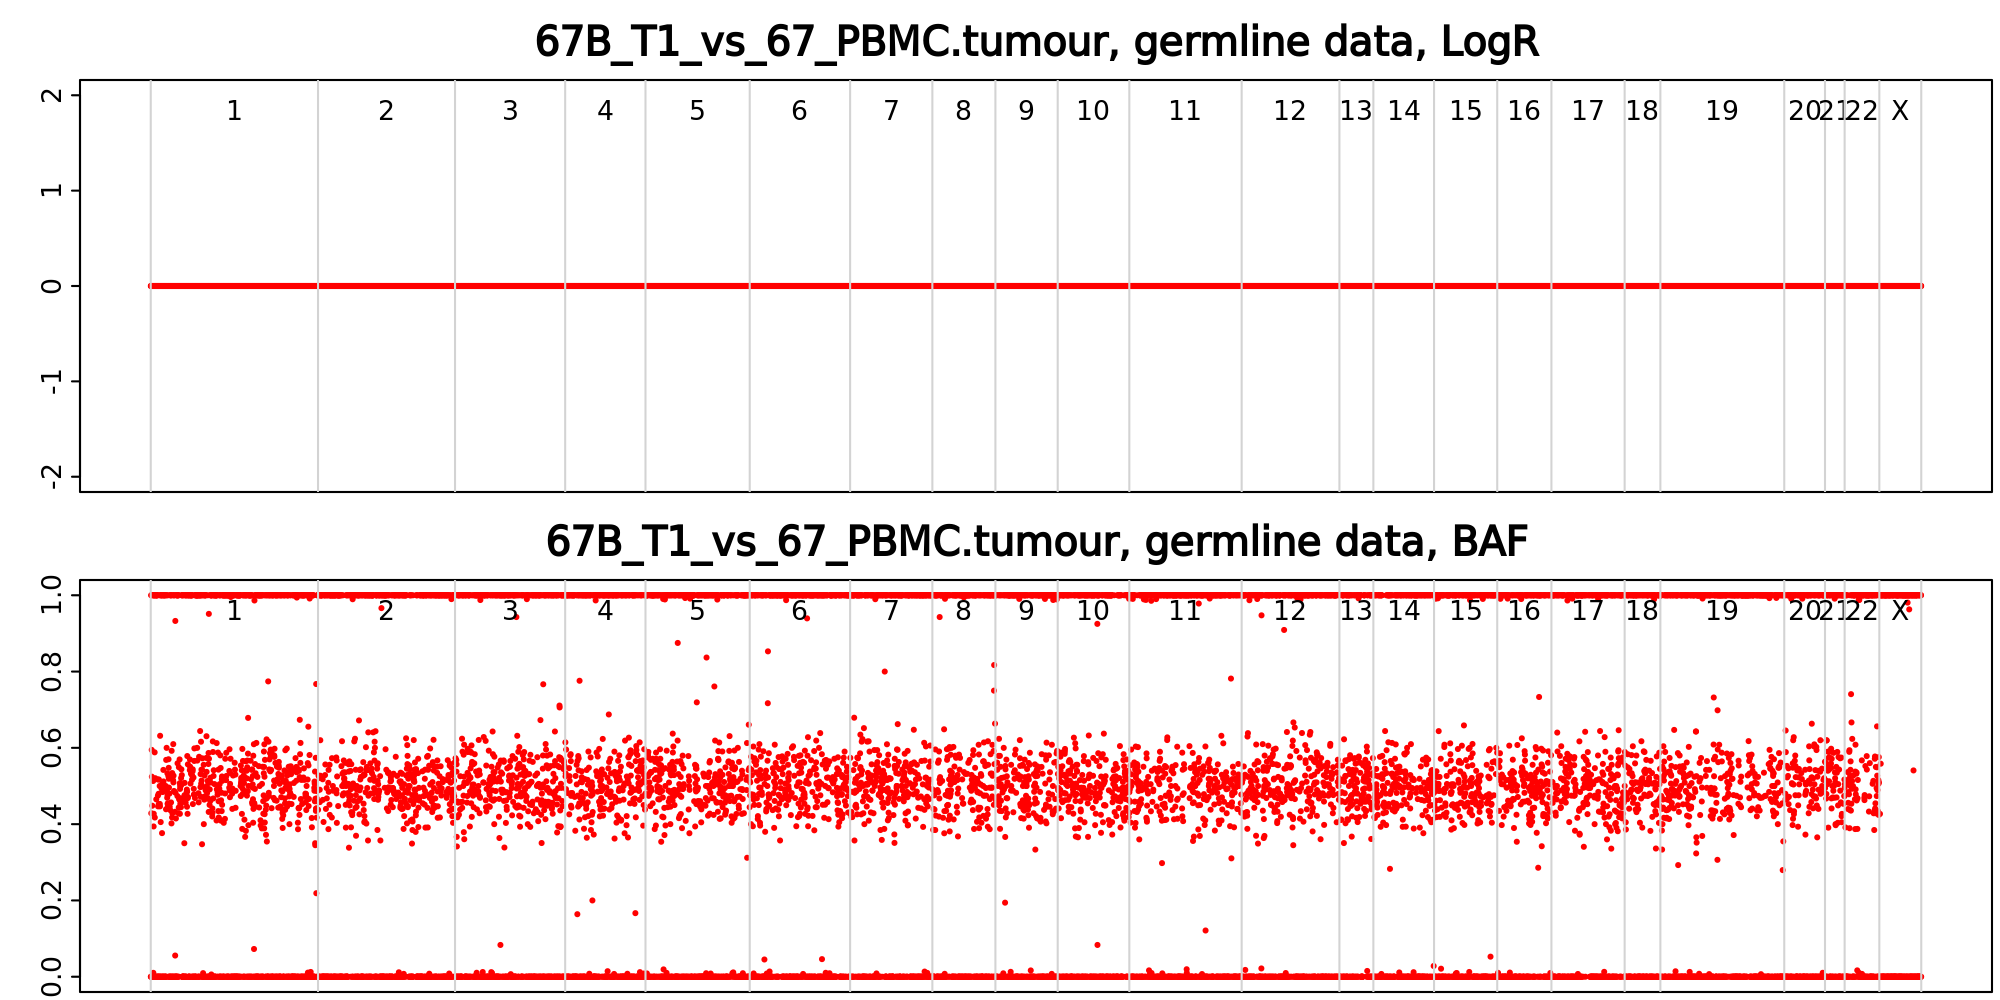 67B_T1_vs_67_PBMC.tumour, germline data, LogR
2
1
0
-1
-2
1 2 3 4 5 6 7 8 9 10 11 12 13 14 15 16 17 18 19 20 21 22 X
67B_T1_vs_67_PBMC.tumour, germline data, BAF
1.0
0.8
0.6
0.4
0.2
0.0
1 2 3 4 5 6 7 8 9 10 11 12 13 14 15 16 17 18 19 20 21 22 X